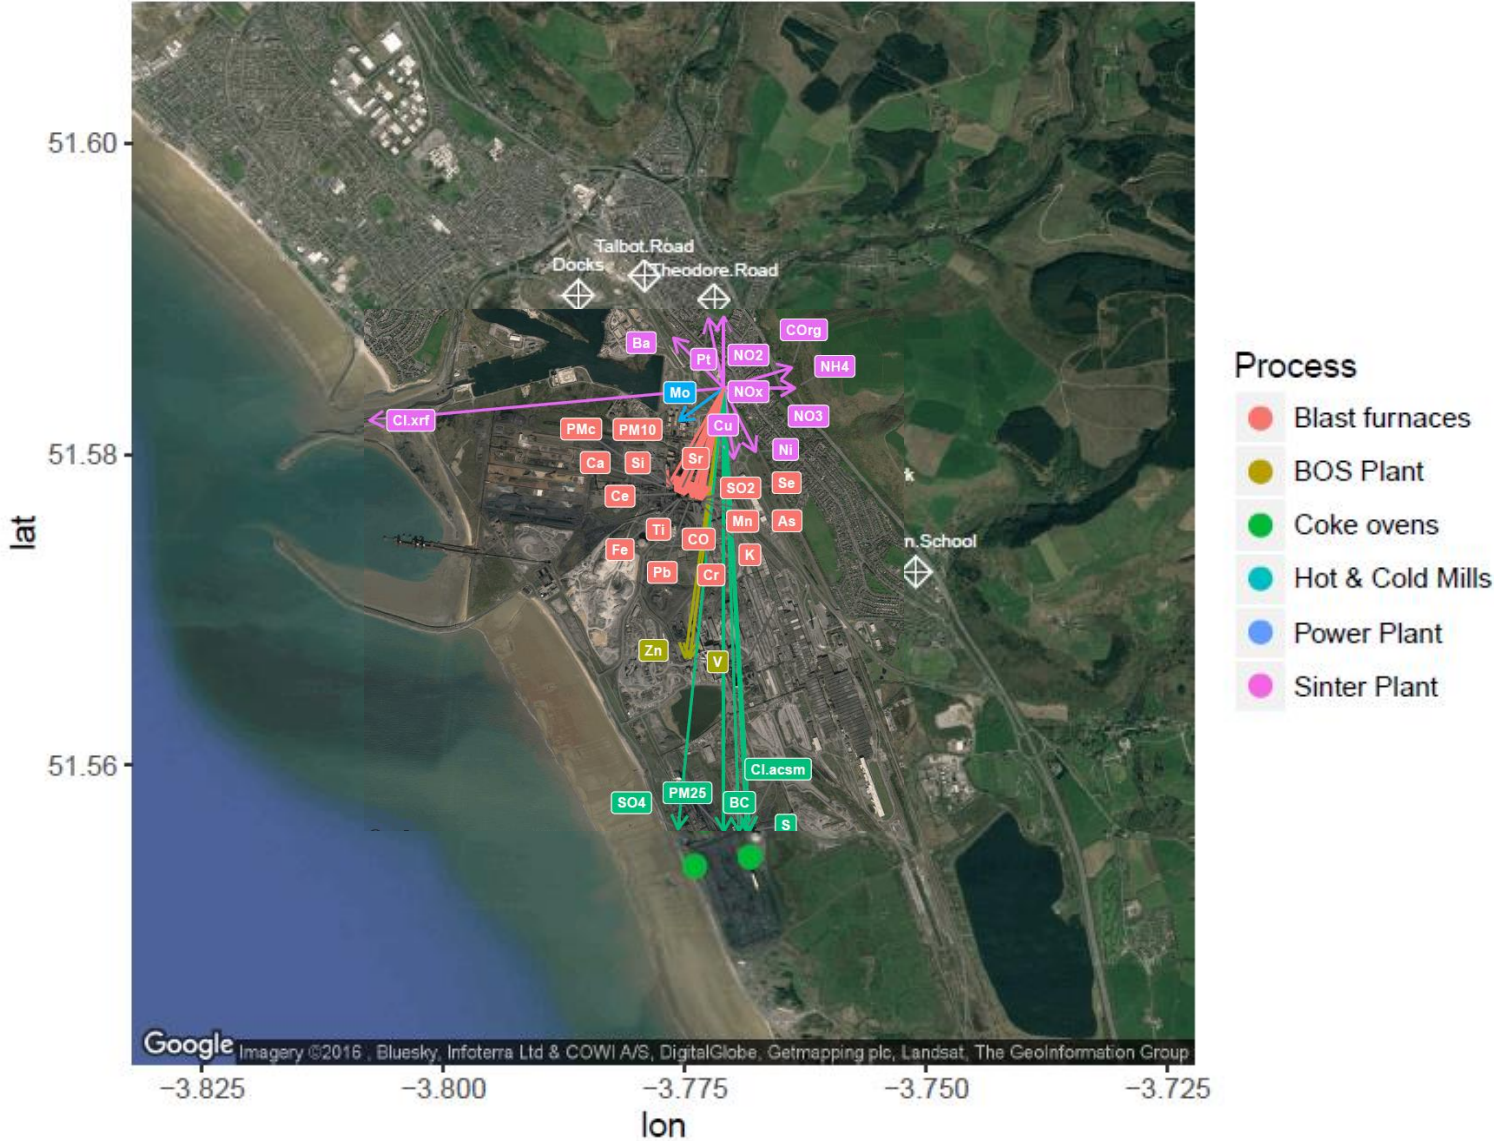 51.60
51.58
51.56
lat
Talbot.Road
Docks
Theodore.Road
COrg
Ba
Pt
NO2
NH4
Mo
NOx
Cl.xrf
NO3
PMc
PM10
Cu
Ni
Ca
Si
Sr
k
Ce
SO2
Se
Ti
CO
Mn
As
n.School
Fe
K
Pb
Cr
Zn
V
Cl.acsm
SO4
PM25
BC
S
Google
Imagery ©2016 , Bluesky, Infoterra Ltd & COWI A/S, DigitalGlobe, Getmapping plc, Landsat, The GeoInformation Group
−3.825
−3.800
−3.775
−3.750
−3.725
lon
Process
Blast furnaces
BOS Plant
Coke ovens
Hot & Cold Mills
Power Plant
Sinter Plant